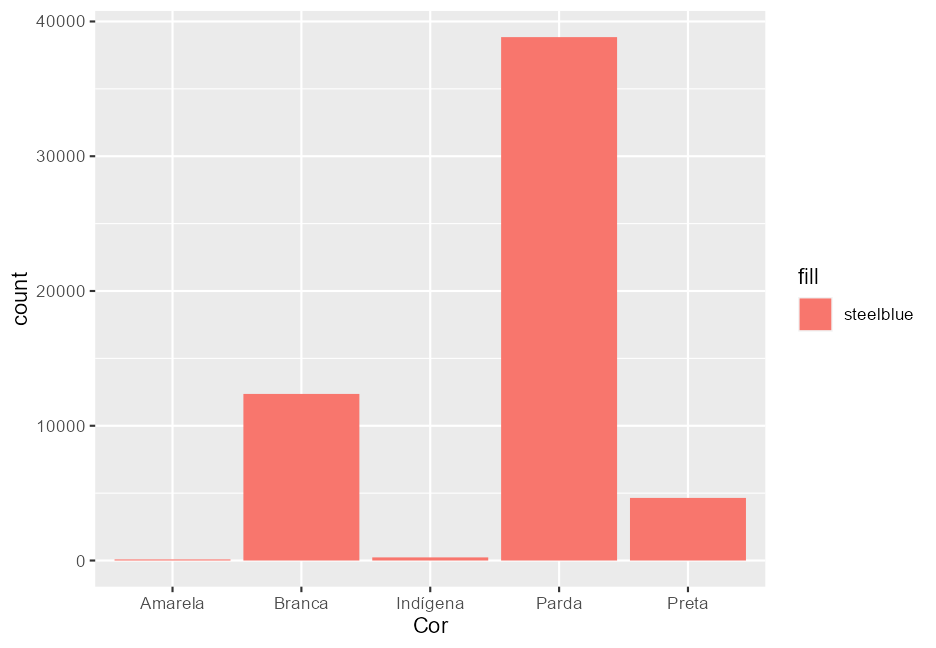 40000
30000
20000
10000
0
count
Amarela Branca Indígena Parda Preta
Cor
fill
steelblue